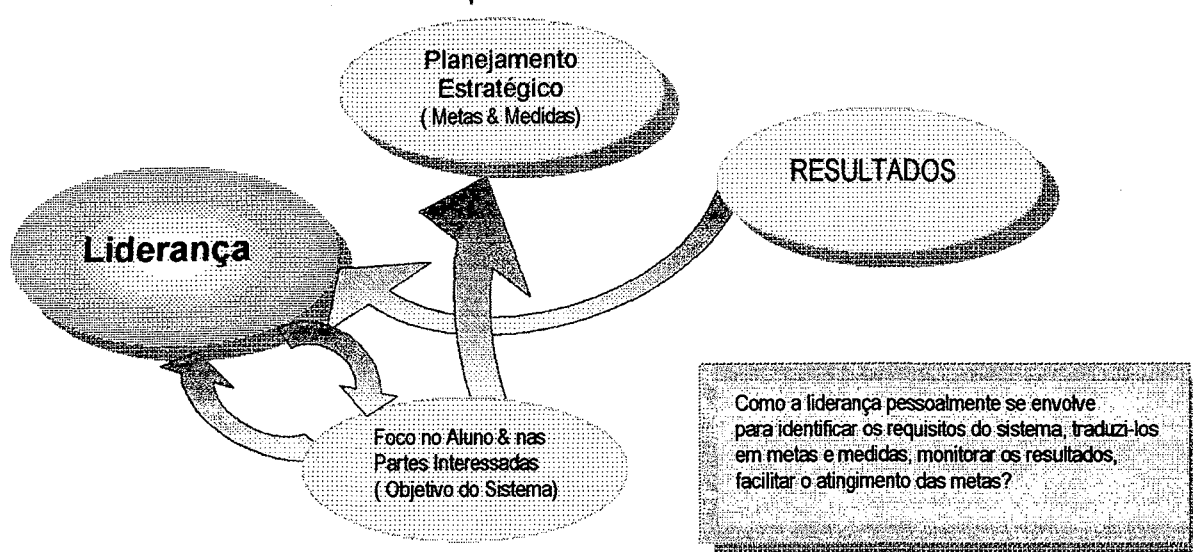 Planejamento
Estratégico
( Metas & Medidas)
RESULTADOS
Liderança
Foco no Aluno & nas
Partes Interessadas
( Objetivo do Sistema)
Como a liderança pessoalmente se envolve
para identificar os requisitos do sistema, traduzi-los
em metas e medidas, monitorar os resultados,
facilitar o atingimento das metas?